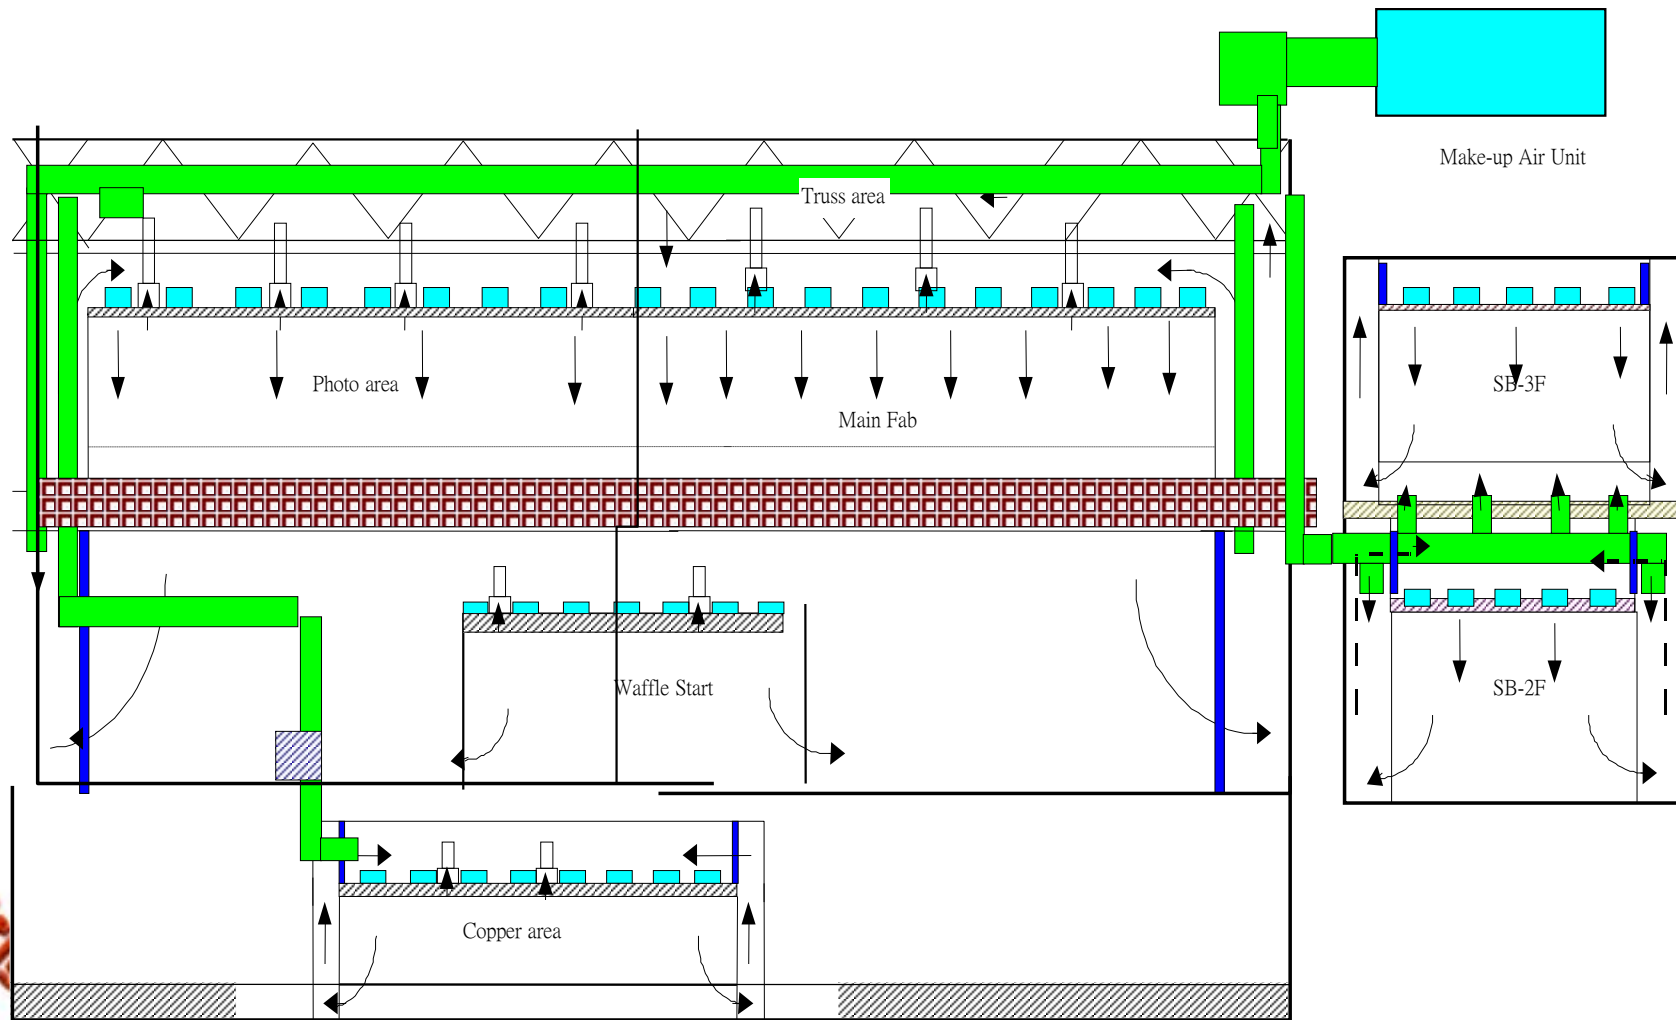 Make-up Air Unit
Truss area
Photo area
Main Fab
SB-3F
Waffle Start
SB-2F
Copper area